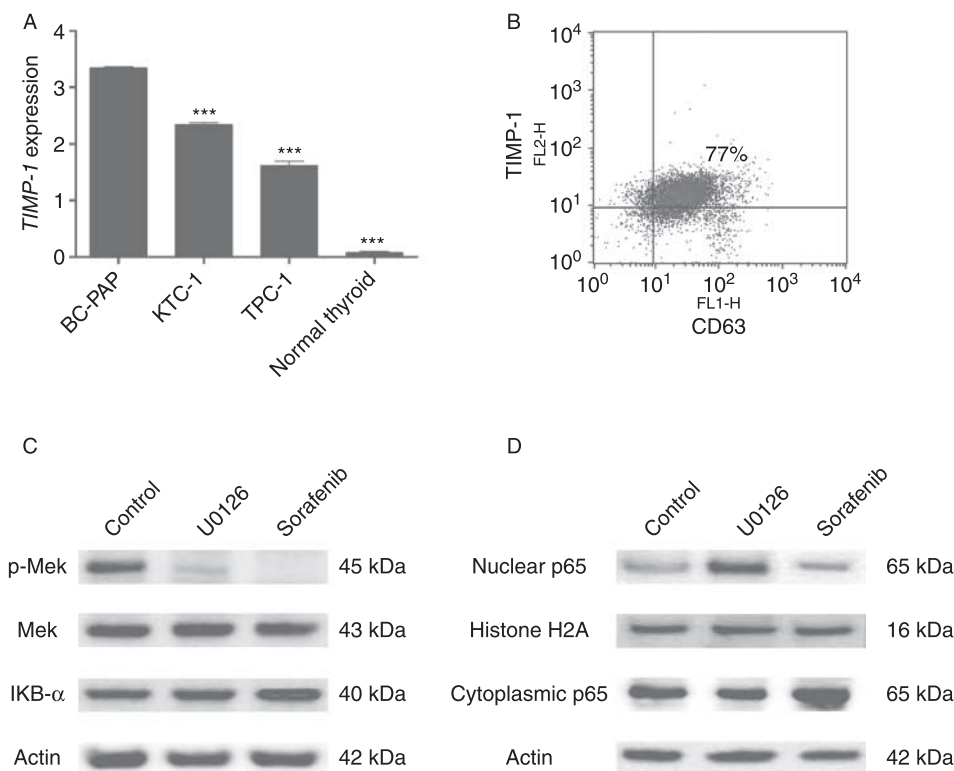 A
4
3
2
1
0
TIMP-1 expression
***
***
***
BC-PAP
KTC-1
TPC-1
Normal thyroid
B
10⁴
10³
10²
10¹
10⁰
TIMP-1
FL2-H
77%
10⁰ 10¹ 10² 10³ 10⁴
FL1-H
CD63
C
Control U0126 Sorafenib
p-Mek 45 kDa
Mek 43 kDa
IKB-α 40 kDa
Actin 42 kDa
D
Control U0126 Sorafenib
Nuclear p65 65 kDa
Histone H2A 16 kDa
Cytoplasmic p65 65 kDa
Actin 42 kDa